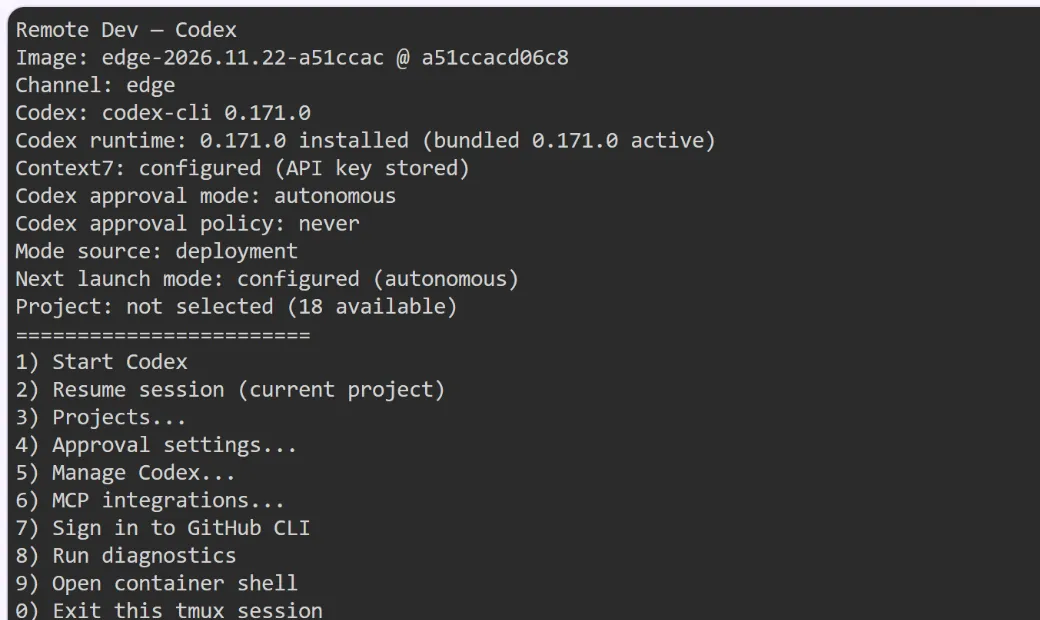 Remote Dev — Codex
Image: edge-2026.11.22-a51ccac @ a51ccacd06c8
Channel: edge
Codex: codex-cli 0.171.0
Codex runtime: 0.171.0 installed (bundled 0.171.0 active)
Context7: configured (API key stored)
Codex approval mode: autonomous
Codex approval policy: never
Mode source: deployment
Next launch mode: configured (autonomous)
Project: not selected (18 available)
========================
1) Start Codex
2) Resume session (current project)
3) Projects...
4) Approval settings...
5) Manage Codex...
6) MCP integrations...
7) Sign in to GitHub CLI
8) Run diagnostics
9) Open container shell
0) Exit this tmux session